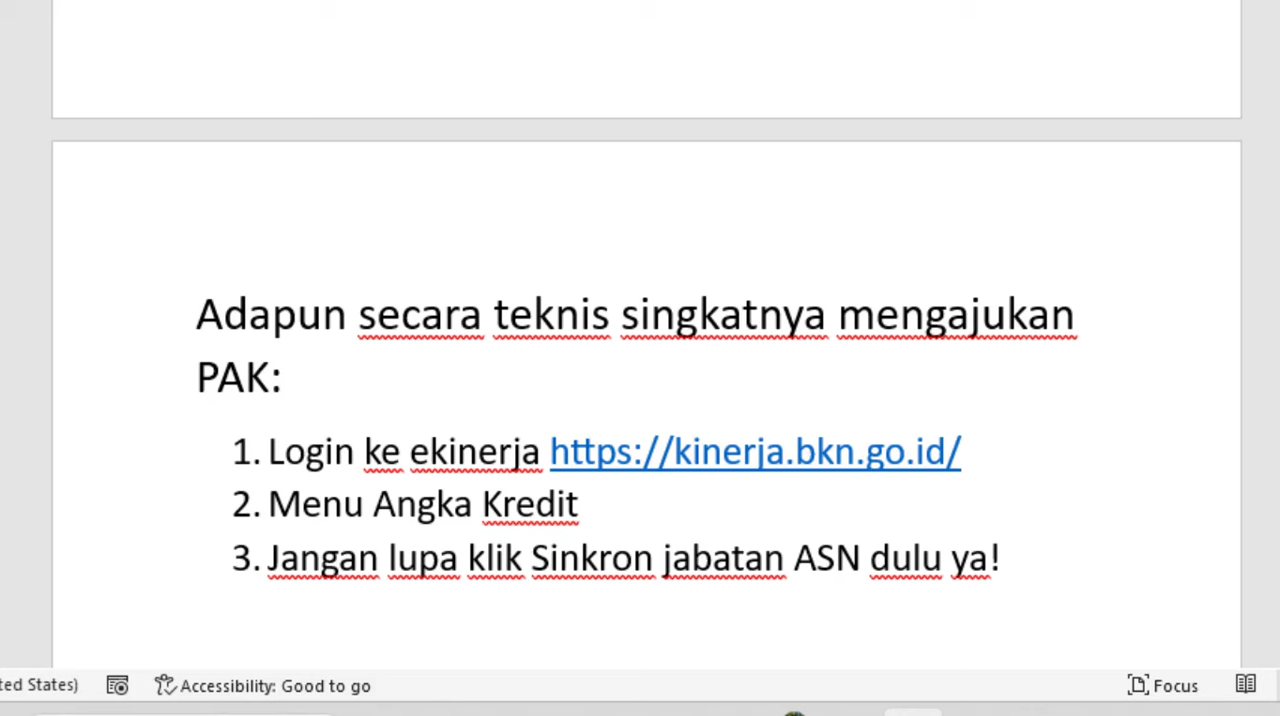 Adapun secara teknis singkatnya mengajukan
PAK:
1. Login ke ekinerja https://kinerja.bkn.go.id/
2. Menu Angka Kredit
3. Jangan lupa klik Sinkron jabatan ASN dulu ya!
ted States) Accessibility: Good to go Focus